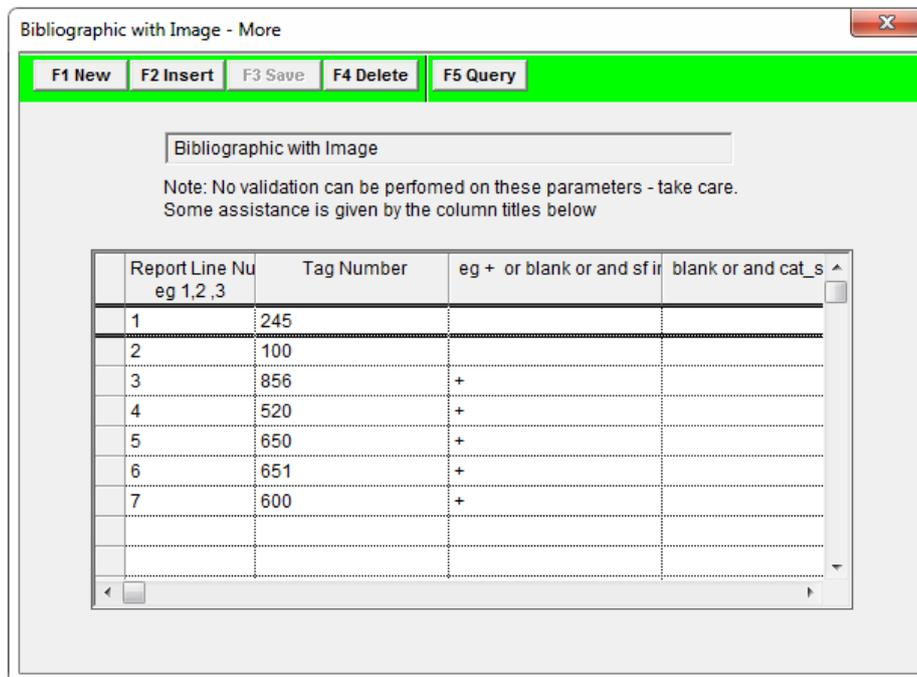 Bibliographic with Image - More
F1 New F2 Insert F3 Save F4 Delete F5 Query
Bibliographic with Image
Note: No validation can be perfomed on these parameters - take care.
Some assistance is given by the column titles below
Report Line Nu Tag Number eg + or blank or and sf in blank or and cat_s
eg 1,2 ,3
1 245
2 100
3 856 +
4 520 +
5 650 +
6 651 +
7 600 +